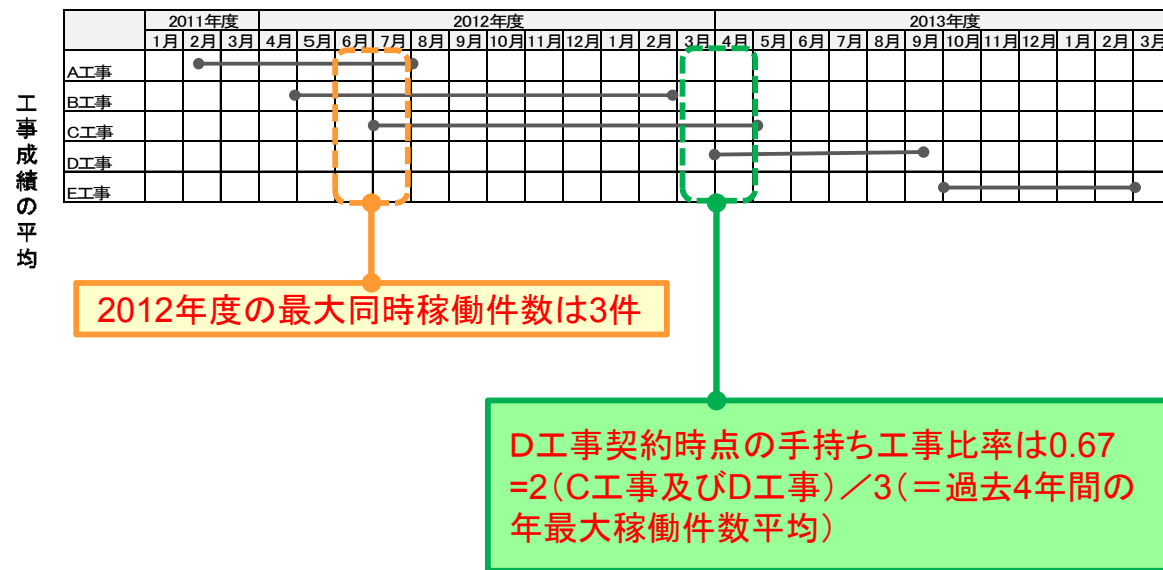 2011年度 2012年度 2013年度
1月 2月 3月 4月 5月 6月 7月 8月 9月 10月 11月 12月 1月 2月 3月 4月 5月 6月 7月 8月 9月 10月 11月 12月 1月 2月 3月
A工事
B工事
C工事
D工事
E工事
工事成績の平均
2012年度の最大同時稼働件数は3件
D工事契約時点の手持ち工事比率は0.67
=2(C工事及びD工事)/3(=過去4年間の
年最大稼働件数平均)